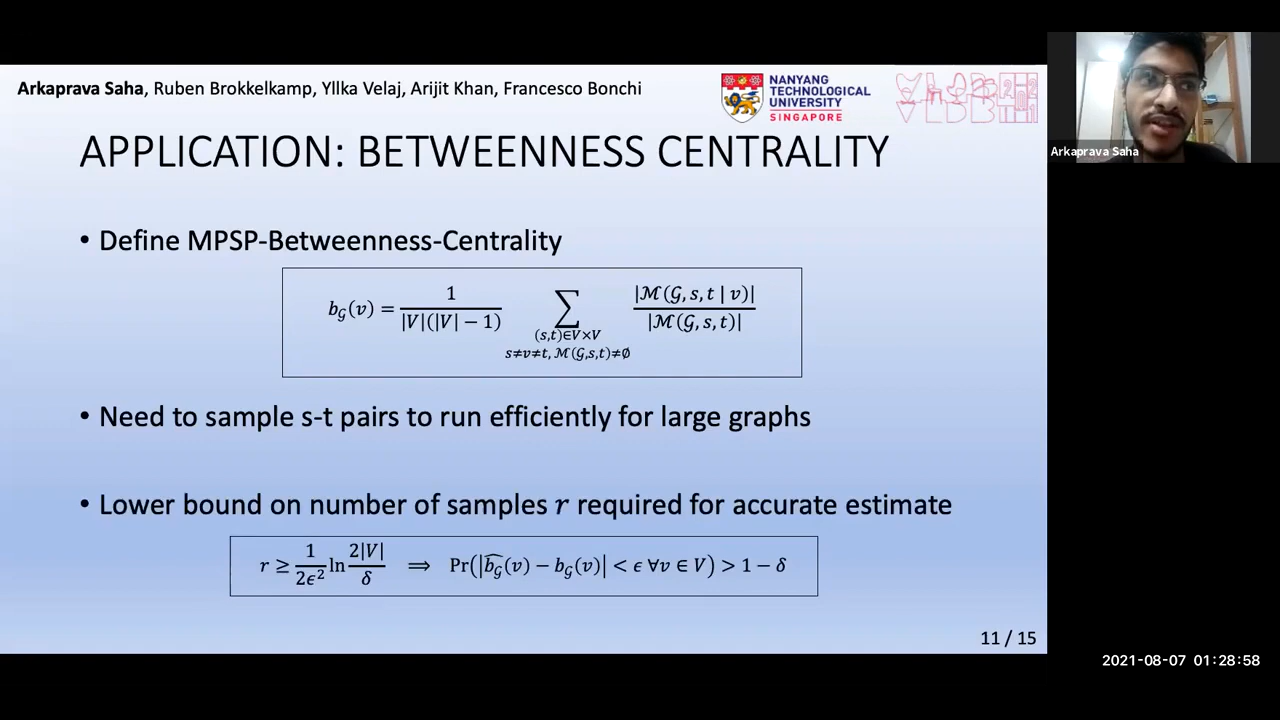 Arkaprava Saha, Ruben Brokkelkamp, Yllka Velaj, Arijit Khan, Francesco Bonchi
NANYANG
TECHNOLOGICAL
UNIVERSITY
SINGAPORE
Arkaprava Saha
APPLICATION: BETWEENNESS CENTRALITY
• Define MPSP-Betweenness-Centrality
b_𝒢(v) = 1/(|V|(|V| − 1)) ∑_{(s,t)∈V×V, s≠v≠t, ℳ(𝒢,s,t)≠∅} |ℳ(𝒢, s, t | v)| / |ℳ(𝒢, s, t)|
• Need to sample s-t pairs to run efficiently for large graphs
• Lower bound on number of samples r required for accurate estimate
r ≥ 1/(2ϵ²) ln 2|V|/δ ⟹ Pr(|b̂_𝒢(v) − b_𝒢(v)| < ϵ ∀v ∈ V) > 1 − δ
11 / 15
2021-08-07 01:28:58